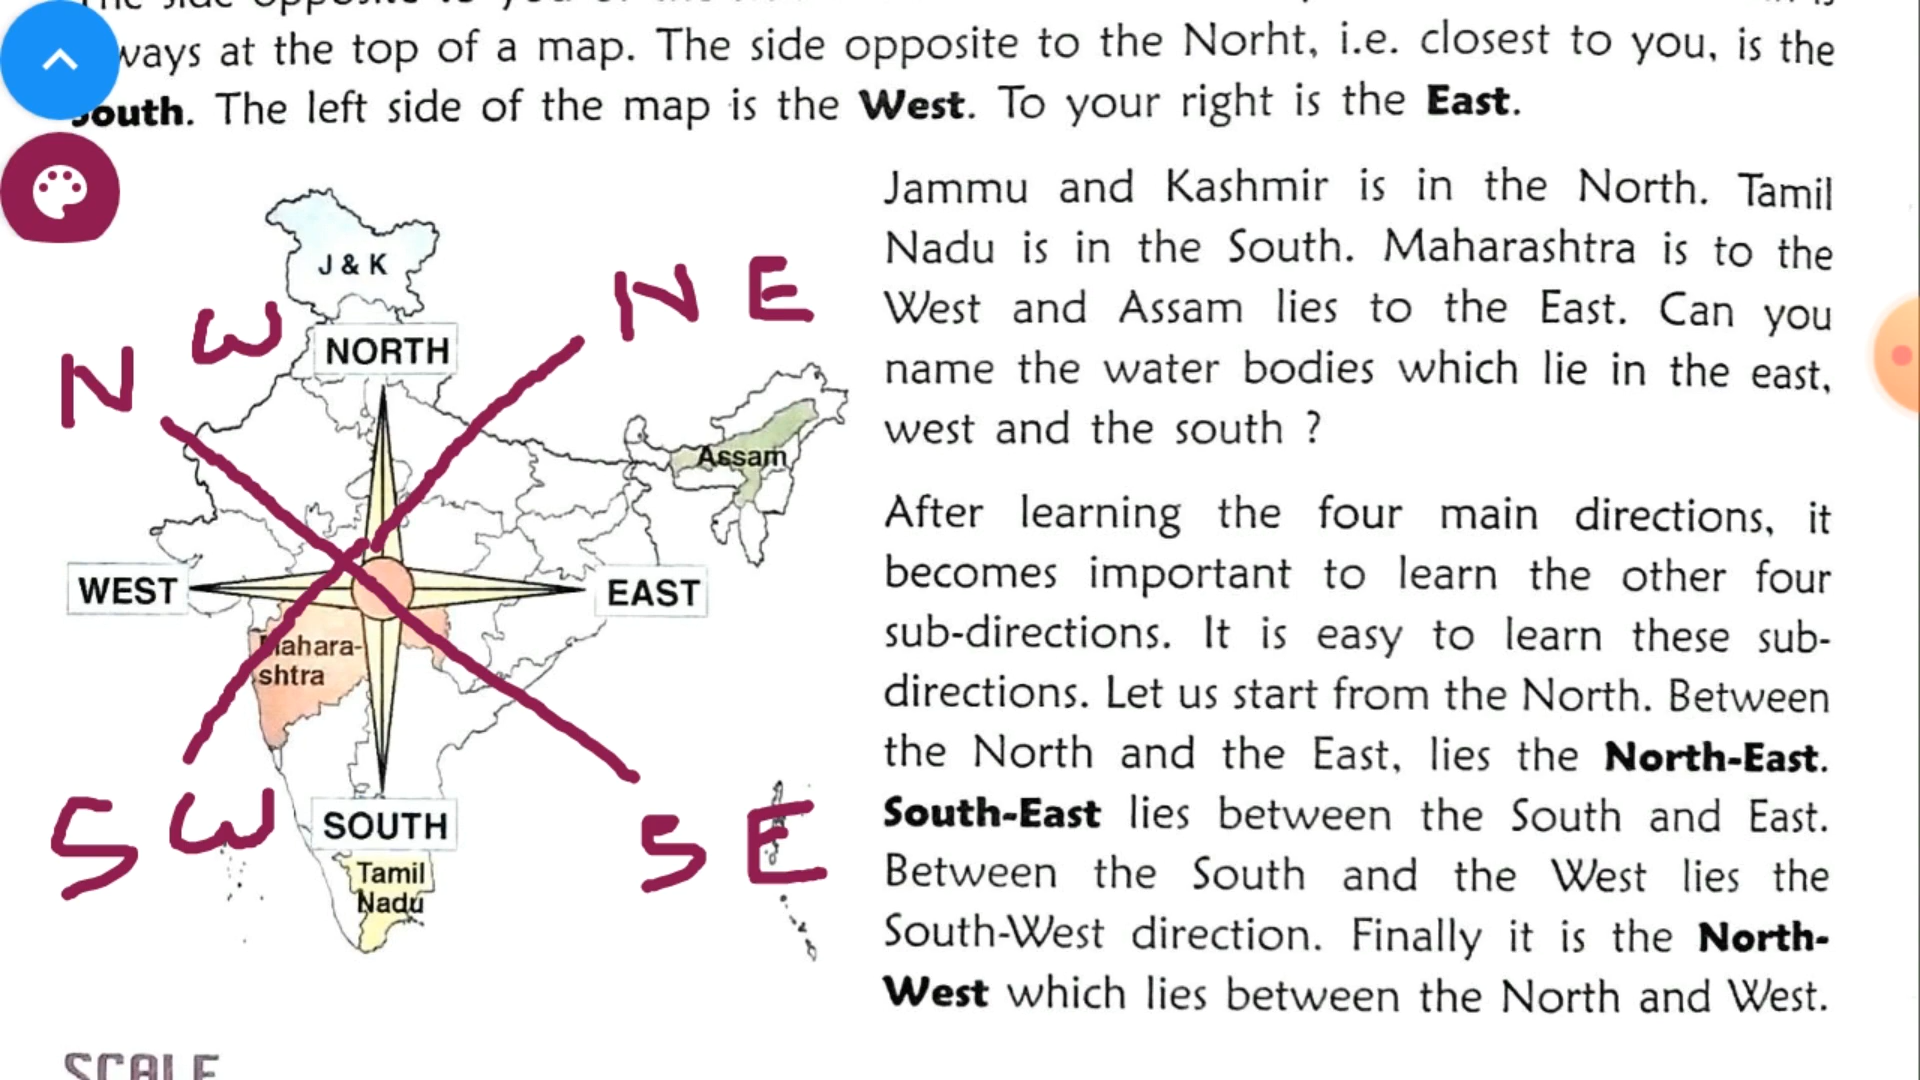 ways at the top of a map. The side opposite to the Norht, i.e. closest to you, is the
South. The left side of the map is the West. To your right is the East.
J & K
N W
N E
NORTH
Assam
WEST
EAST
Mahara-
shtra
S W
SOUTH
S E
Tamil
Nadu
Jammu and Kashmir is in the North. Tamil
Nadu is in the South. Maharashtra is to the
West and Assam lies to the East. Can you
name the water bodies which lie in the east,
west and the south ?
After learning the four main directions, it
becomes important to learn the other four
sub-directions. It is easy to learn these sub-
directions. Let us start from the North. Between
the North and the East, lies the North-East.
South-East lies between the South and East.
Between the South and the West lies the
South-West direction. Finally it is the North-
West which lies between the North and West.
SCALE